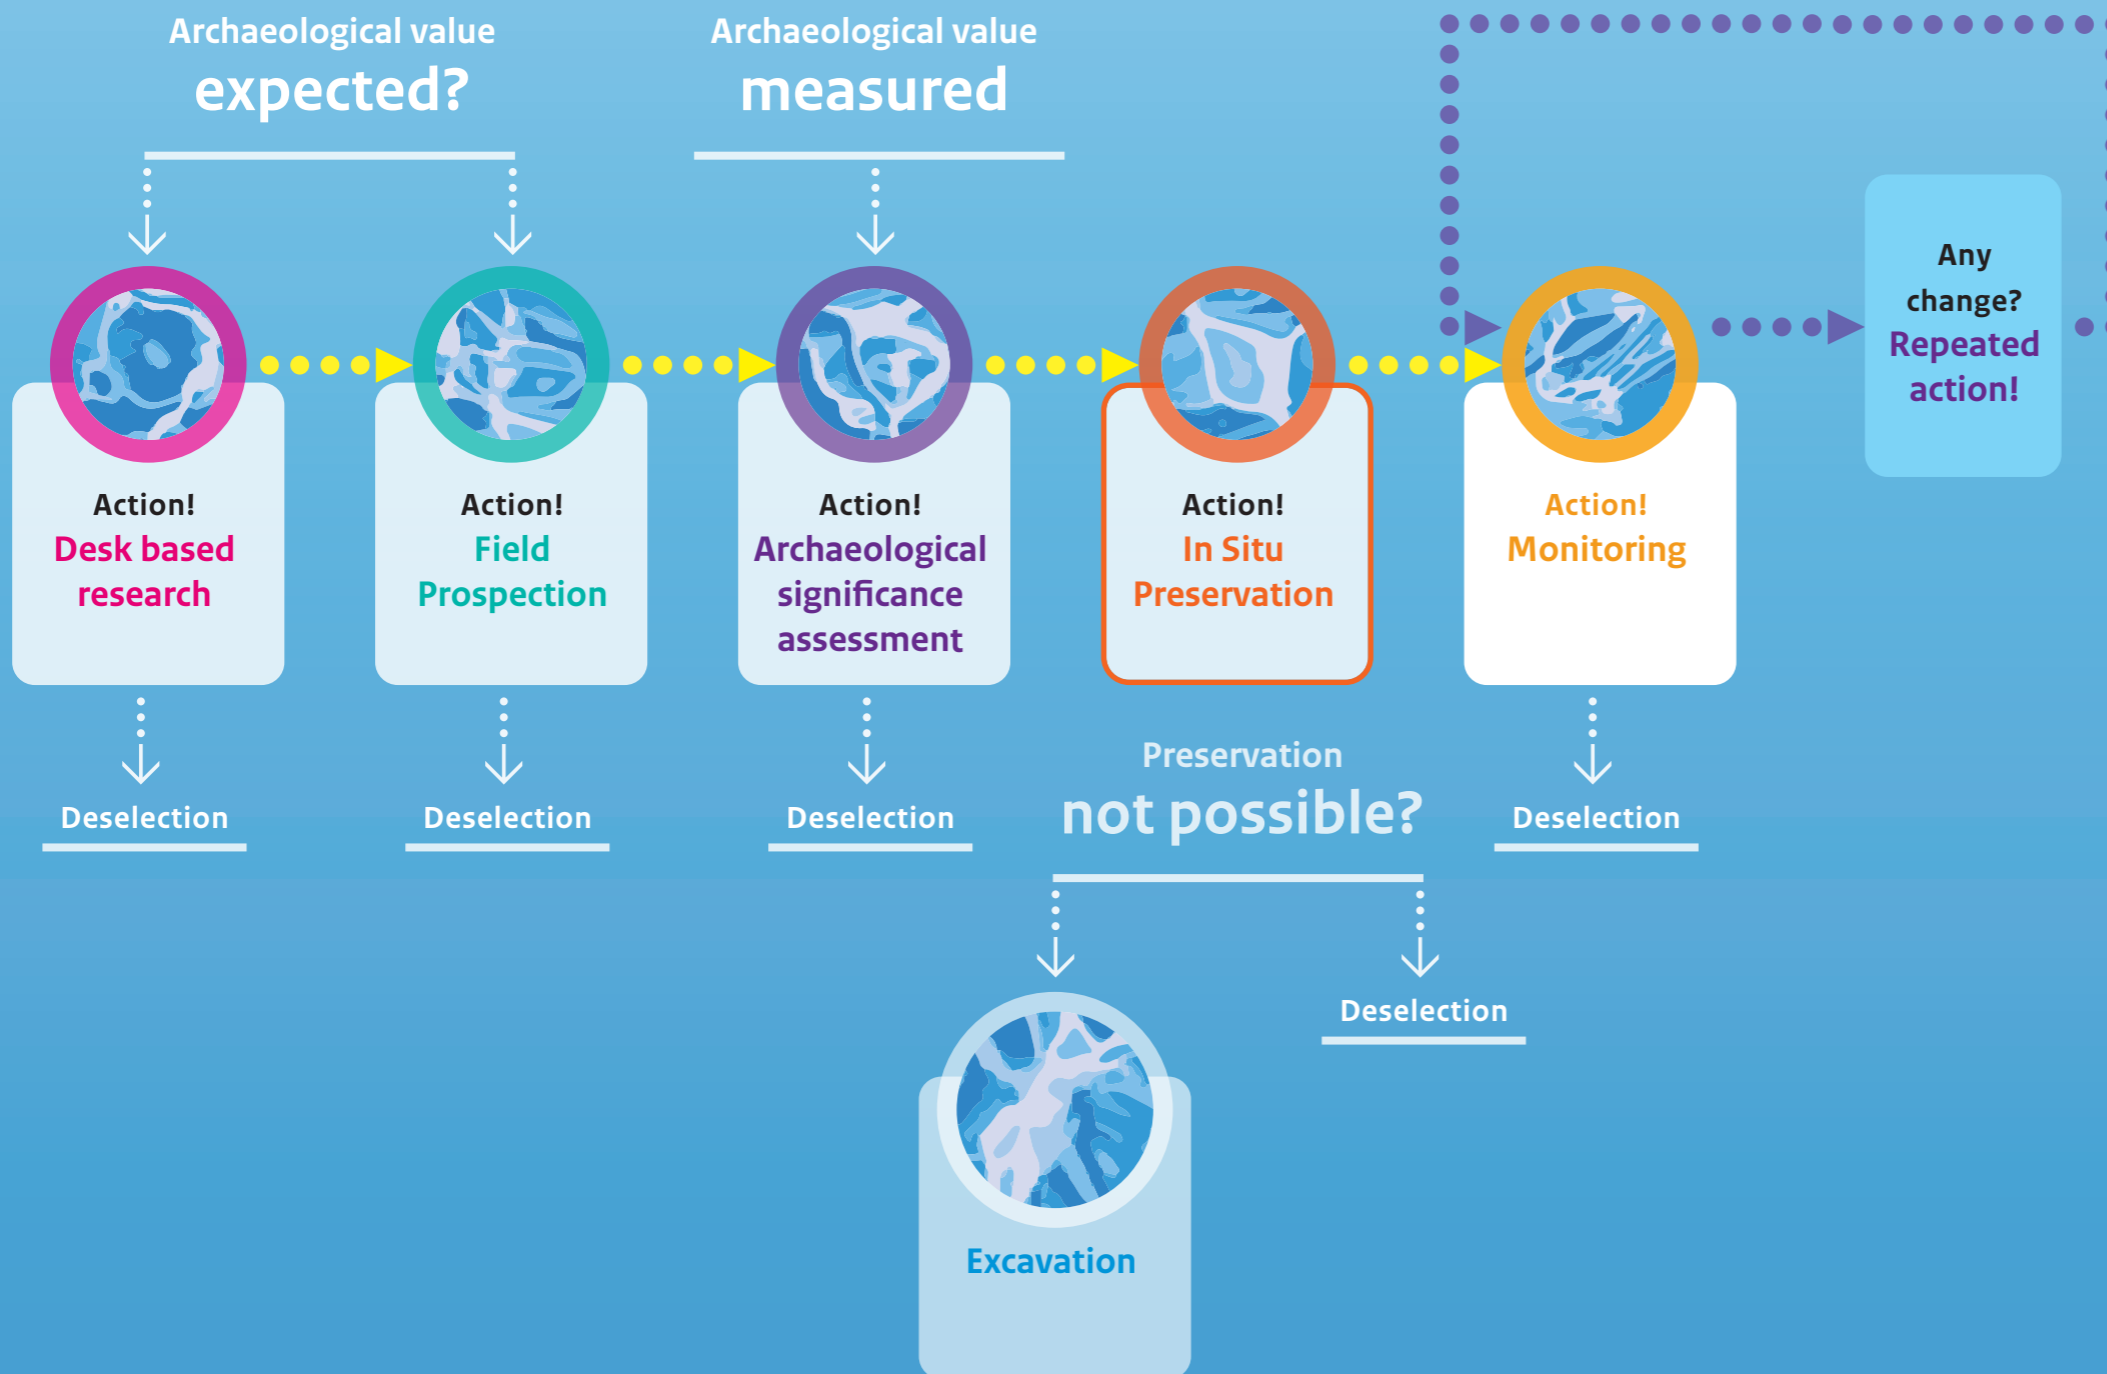 Archaeological value
expected?
Archaeological value
measured
Action!
Desk based
research
Deselection
Action!
Field
Prospection
Deselection
Action!
Archaeological
significance
assessment
Deselection
Action!
In Situ
Preservation
Preservation
not possible?
Excavation
Deselection
Action!
Monitoring
Deselection
Any
change?
Repeated
action!